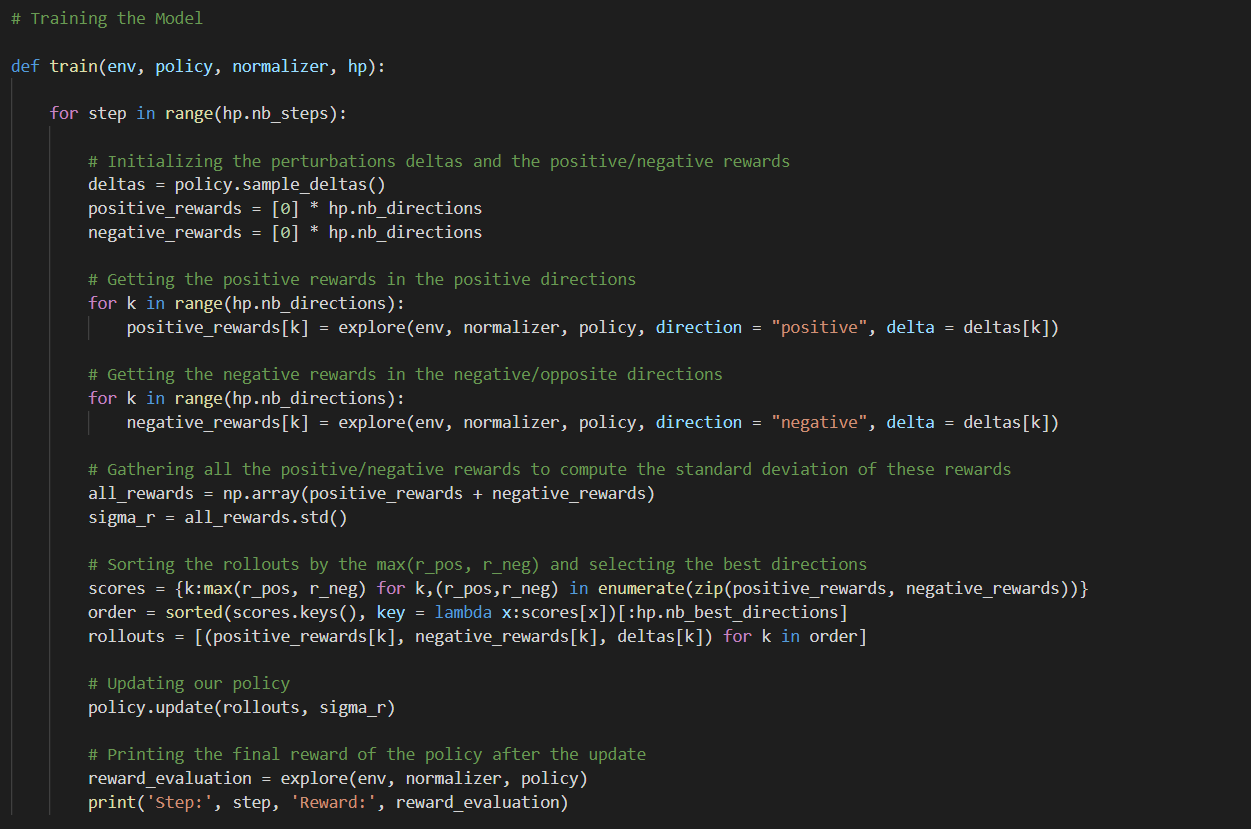 # Training the Model
def train(env, policy, normalizer, hp):
for step in range(hp.nb_steps):
# Initializing the perturbations deltas and the positive/negative rewards
deltas = policy.sample_deltas()
positive_rewards = [0] * hp.nb_directions
negative_rewards = [0] * hp.nb_directions
# Getting the positive rewards in the positive directions
for k in range(hp.nb_directions):
positive_rewards[k] = explore(env, normalizer, policy, direction = "positive", delta = deltas[k])
# Getting the negative rewards in the negative/opposite directions
for k in range(hp.nb_directions):
negative_rewards[k] = explore(env, normalizer, policy, direction = "negative", delta = deltas[k])
# Gathering all the positive/negative rewards to compute the standard deviation of these rewards
all_rewards = np.array(positive_rewards + negative_rewards)
sigma_r = all_rewards.std()
# Sorting the rollouts by the max(r_pos, r_neg) and selecting the best directions
scores = {k:max(r_pos, r_neg) for k,(r_pos,r_neg) in enumerate(zip(positive_rewards, negative_rewards))}
order = sorted(scores.keys(), key = lambda x:scores[x])[:hp.nb_best_directions]
rollouts = [(positive_rewards[k], negative_rewards[k], deltas[k]) for k in order]
# Updating our policy
policy.update(rollouts, sigma_r)
# Printing the final reward of the policy after the update
reward_evaluation = explore(env, normalizer, policy)
print('Step:', step, 'Reward:', reward_evaluation)